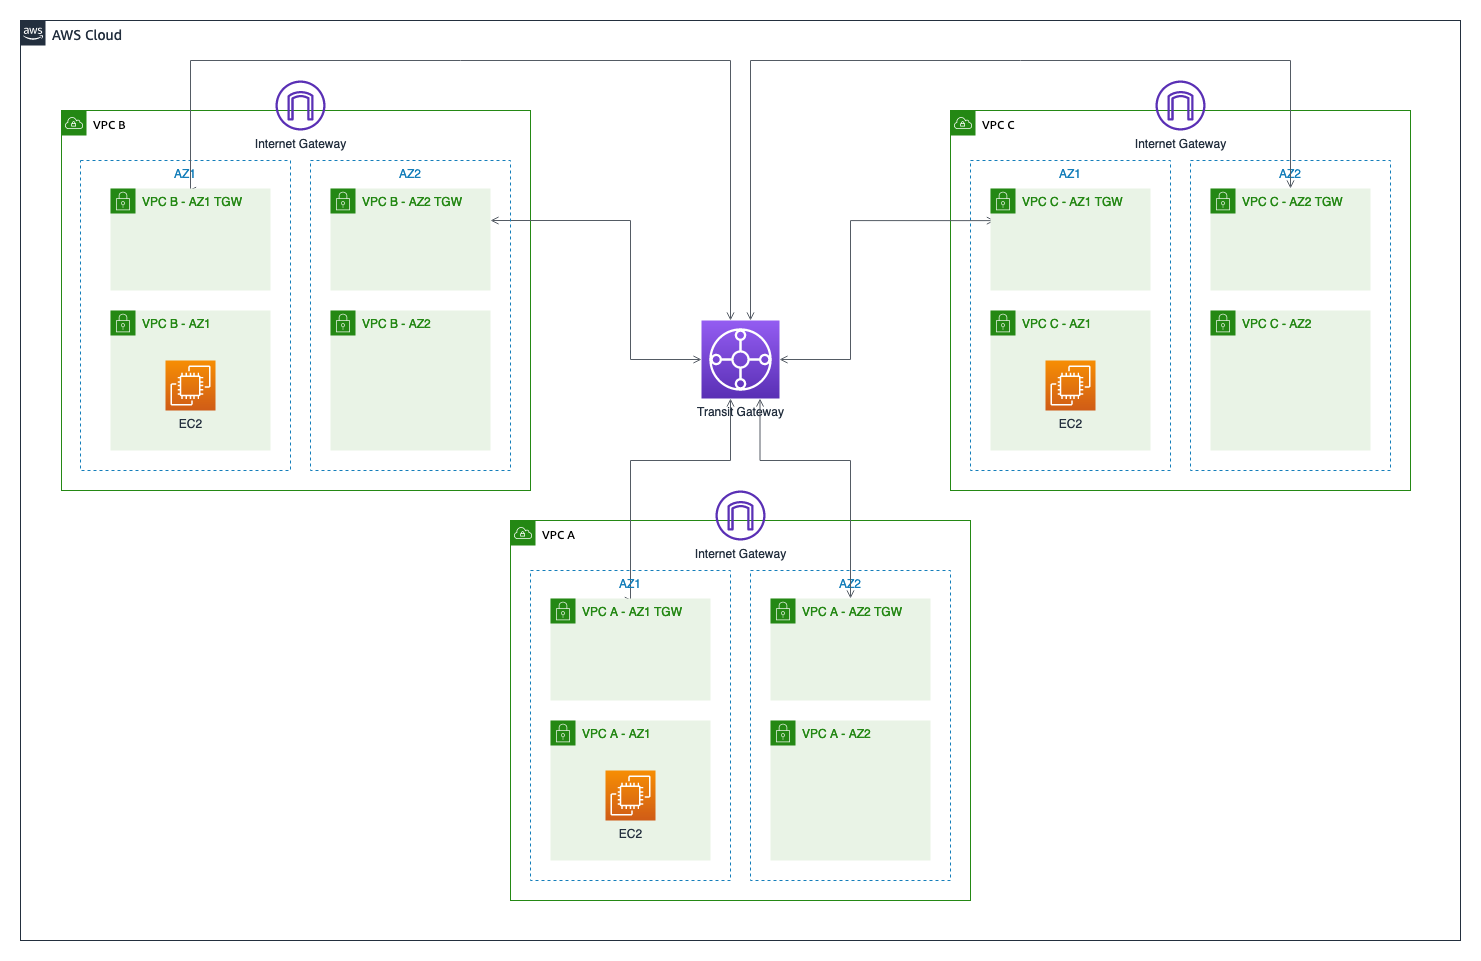 aws
AWS Cloud
VPC B
Internet Gateway
AZ1
AZ2
VPC B - AZ1 TGW
VPC B - AZ2 TGW
VPC B - AZ1
VPC B - AZ2
EC2
VPC C
Internet Gateway
AZ1
AZ2
VPC C - AZ1 TGW
VPC C - AZ2 TGW
VPC C - AZ1
VPC C - AZ2
EC2
Transit Gateway
VPC A
Internet Gateway
AZ1
AZ2
VPC A - AZ1 TGW
VPC A - AZ2 TGW
VPC A - AZ1
VPC A - AZ2
EC2